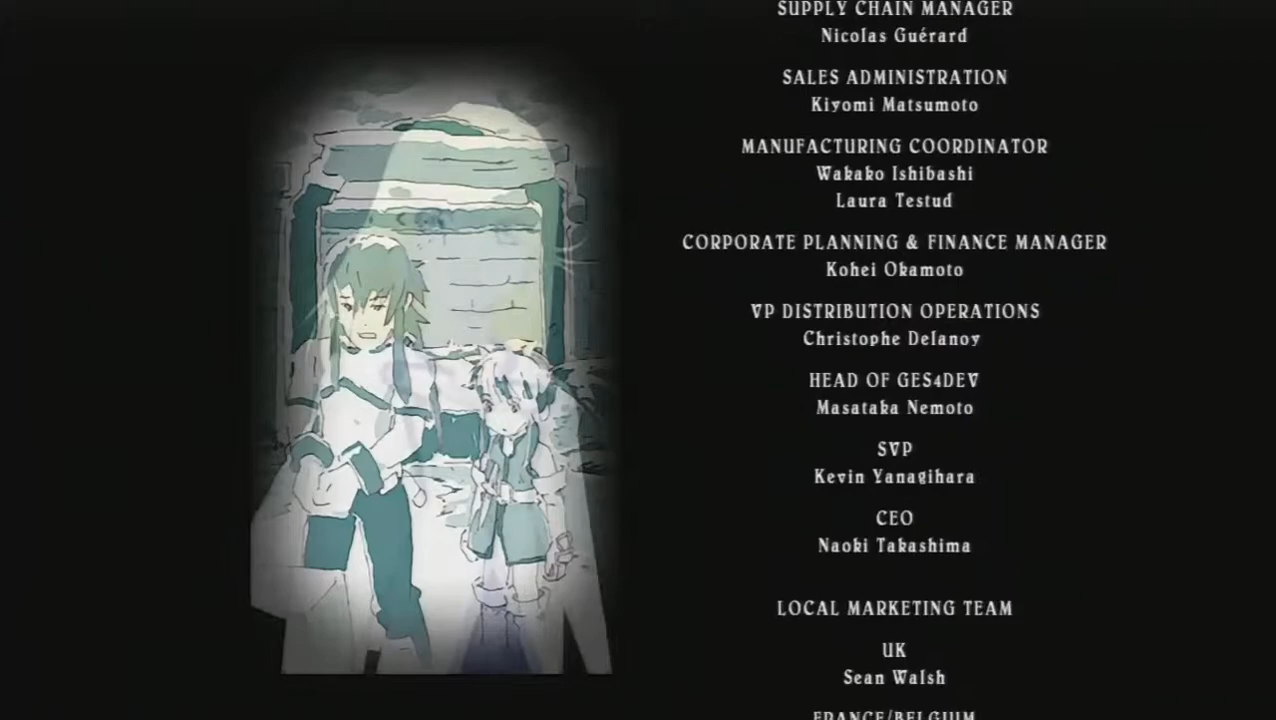 SUPPLY CHAIN MANAGER
Nicolas Guérard
SALES ADMINISTRATION
Kiyomi Matsumoto
MANUFACTURING COORDINATOR
Wakako Ishibashi
Laura Testud
CORPORATE PLANNING & FINANCE MANAGER
Kohei Okamoto
VP DISTRIBUTION OPERATIONS
Christophe Delanoy
HEAD OF GES4DEV
Masataka Nemoto
SVP
Kevin Yanagihara
CEO
Naoki Takashima
LOCAL MARKETING TEAM
UK
Sean Walsh
FRANCE/BELGIUM